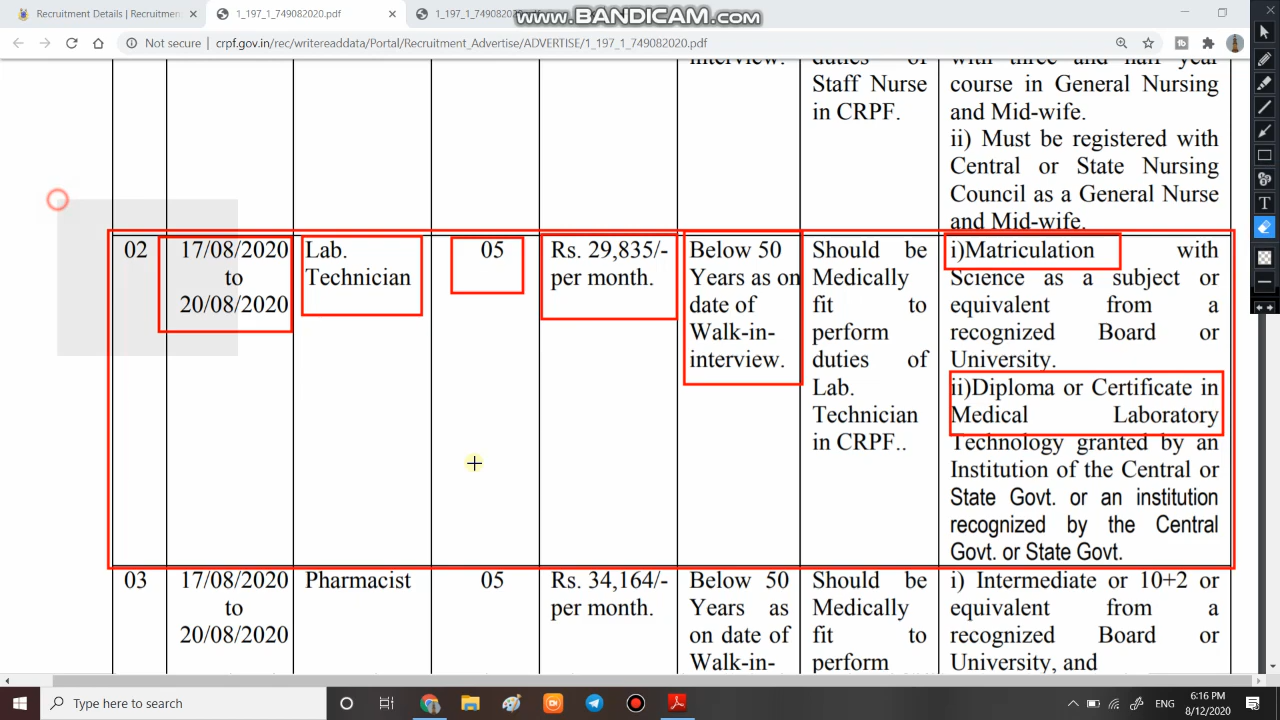 Recruitment Details | Recruitmen
1_197_1_749082020.pdf
1_197_1_749082020.pdf
www.BANDICAM.com
Not secure | crpf.gov.in/rec/writereaddata/Portal/Recruitment_Advertise/ADVERTISE/1_197_1_749082020.pdf
interview.
duties of
Staff Nurse
in CRPF.
with three and half year
course in General Nursing
and Mid-wife.
ii) Must be registered with
Central or State Nursing
Council as a General Nurse
and Mid-wife.
02
17/08/2020
to
20/08/2020
Lab.
Technician
05
Rs. 29,835/-
per month.
Below 50
Years as on
date of
Walk-in-
interview.
Should be
Medically
fit to
perform
duties of
Lab.
Technician
in CRPF..
i)Matriculation with
Science as a subject or
equivalent from a
recognized Board or
University.
ii)Diploma or Certificate in
Medical Laboratory
Technology granted by an
Institution of the Central or
State Govt. or an institution
recognized by the Central
Govt. or State Govt.
03
17/08/2020
to
20/08/2020
Pharmacist
05
Rs. 34,164/-
per month.
Below 50
Years as
on date of
Walk-in-
Should be
Medically
fit to
perform
i) Intermediate or 10+2 or
equivalent from a
recognized Board or
University, and
Type here to search
ENG
6:16 PM
8/12/2020